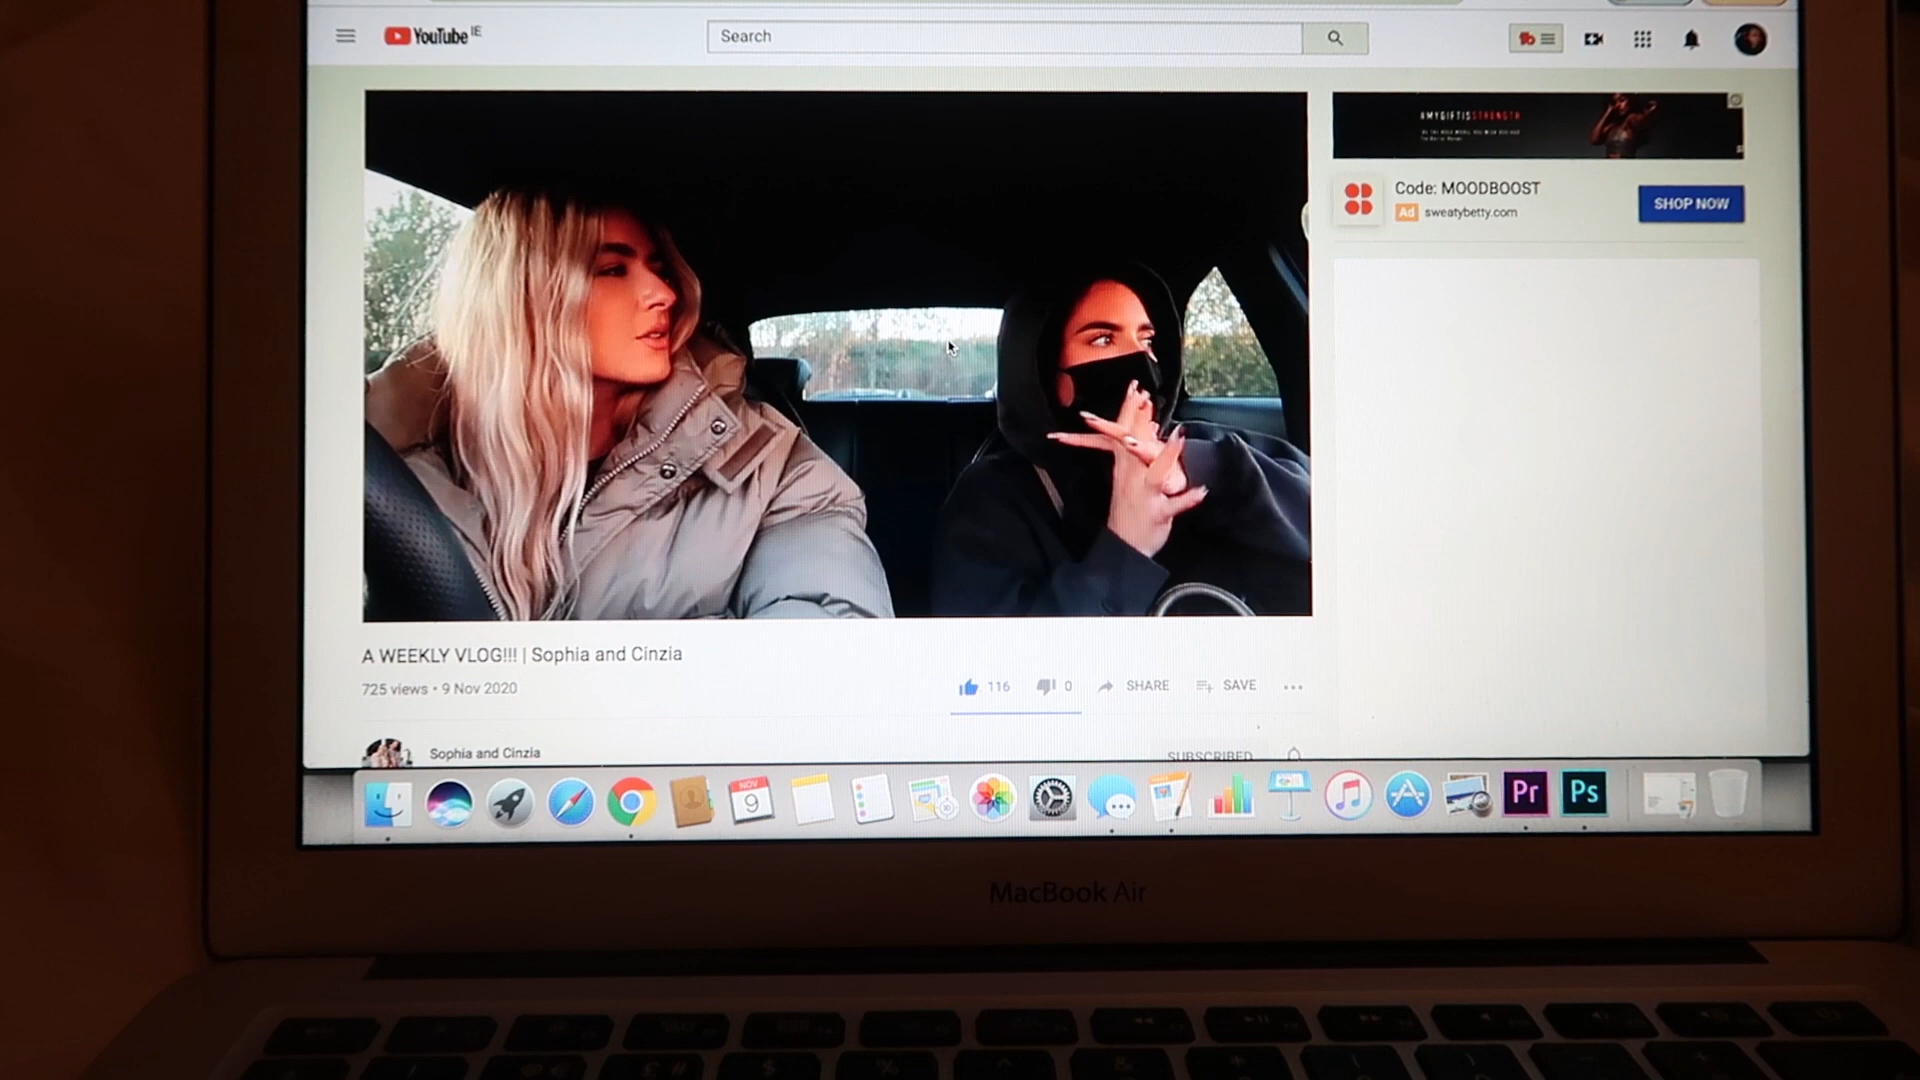 YouTube IE
Search
#MYGIFTISSTRENGTH
Code: MOODBOOST
Ad sweatybetty.com
SHOP NOW
A WEEKLY VLOG!!! | Sophia and Cinzia
725 views • 9 Nov 2020
116
0
SHARE
SAVE
Sophia and Cinzia
SUBSCRIBED
NOV
9
Pr
Ps
MacBook Air